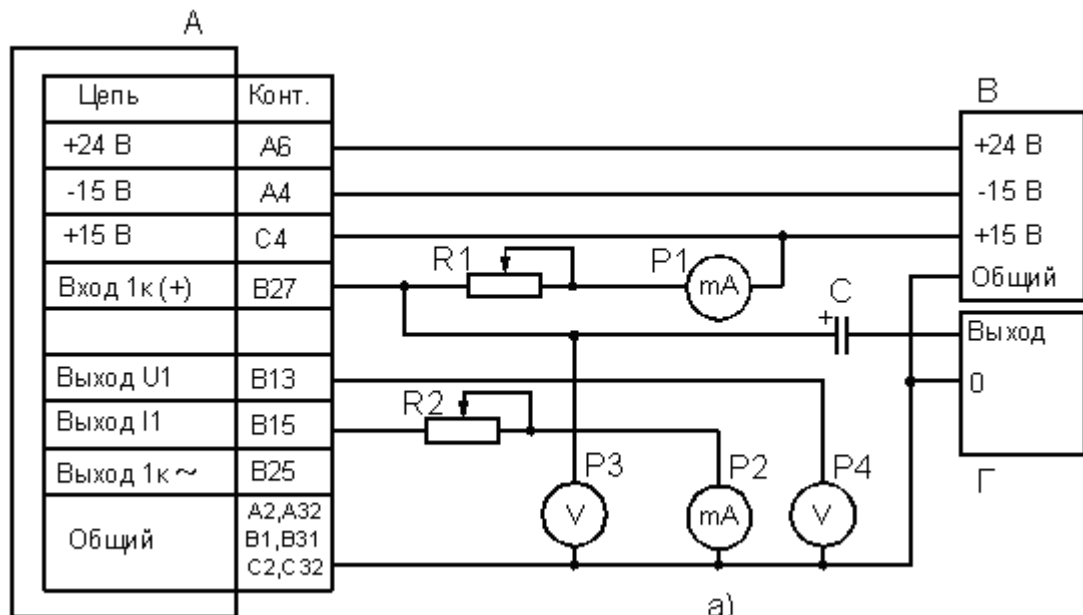 А
Цепь Конт.
+24 В А6
-15 В А4
+15 В С4
Вход 1к (+) В27
Выход U1 В13
Выход I1 В15
Выход 1к ~ В25
Общий А2,А32
В1,В31
С2,С32
R1
P1
mA
C
+
R2
P3
V
P2
mA
P4
V
В
+24 В
-15 В
+15 В
Общий
Выход
0
Г
а)